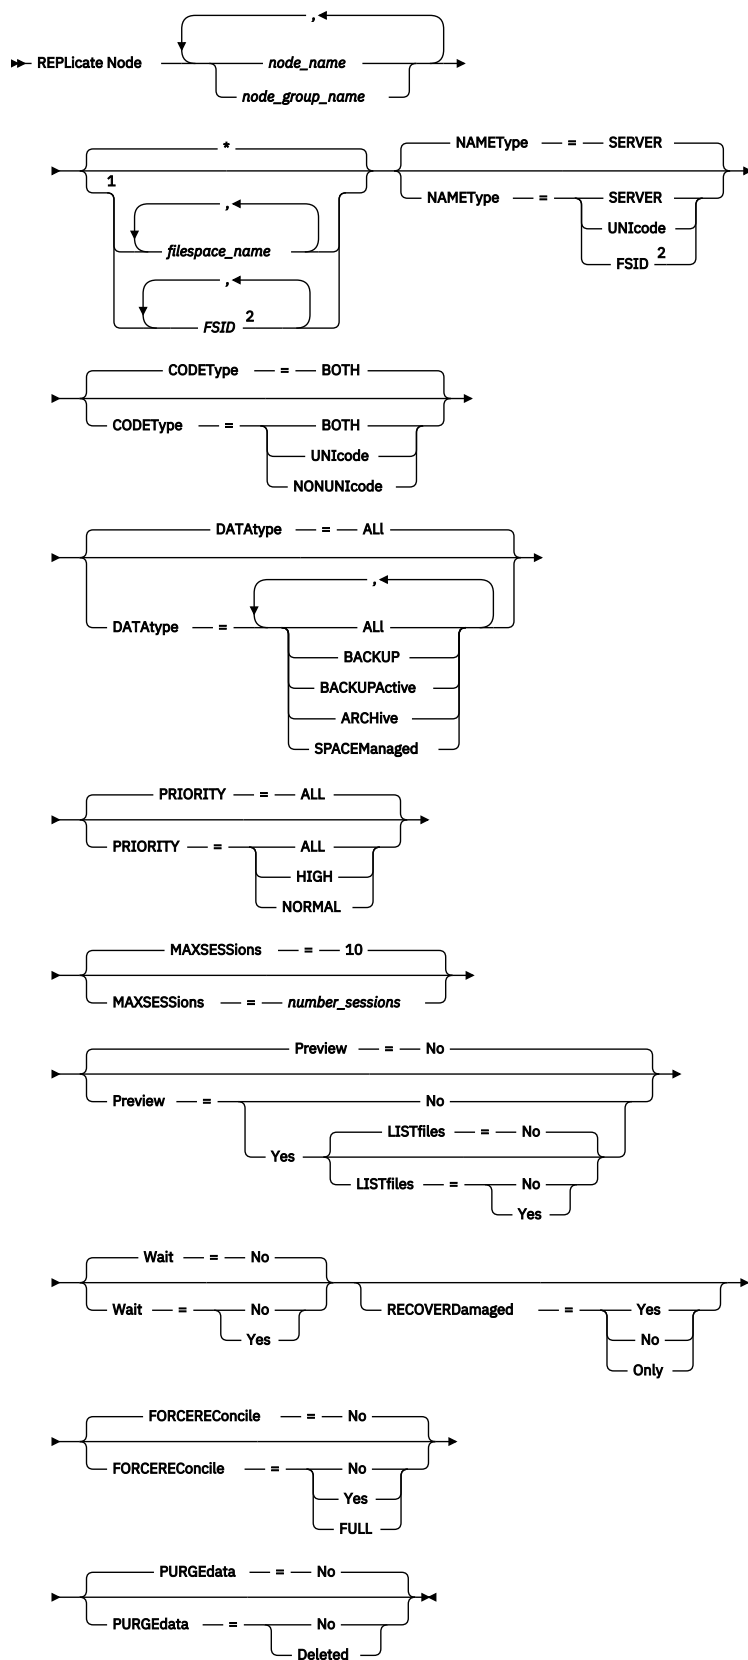 ,
REPLicate Node node_name
node_group_name
* NAMEType = SERVER
1
, NAMEType = SERVER
filespace_name UNIcode
, FSID 2
FSID 2
CODEType = BOTH
CODEType = BOTH
UNIcode
NONUNIcode
DATAtype = ALl
,
DATAtype = ALl
BACKUP
BACKUPActive
ARCHive
SPACEManaged
PRIORITY = ALL
PRIORITY = ALL
HIGH
NORMAL
MAXSESSions = 10
MAXSESSions = number_sessions
Preview = No
Preview = No
LISTfiles = No
Yes
LISTfiles = No
Yes
Wait = No
Wait = No RECOVERDamaged = Yes
Yes No
Only
FORCEREConcile = No
FORCEREConcile = No
Yes
FULL
PURGEdata = No
PURGEdata = No
Deleted